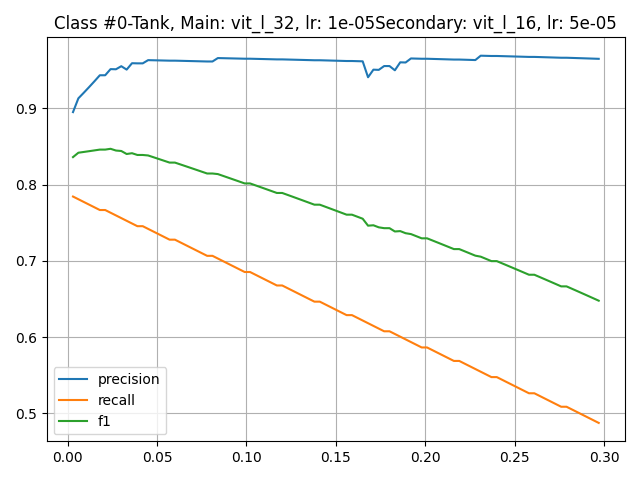 Class #0-Tank, Main: vit_l_32, lr: 1e-05Secondary: vit_l_16, lr: 5e-05
0.9
0.8
0.7
0.6
0.5
precision
recall
f1
0.00 0.05 0.10 0.15 0.20 0.25 0.30